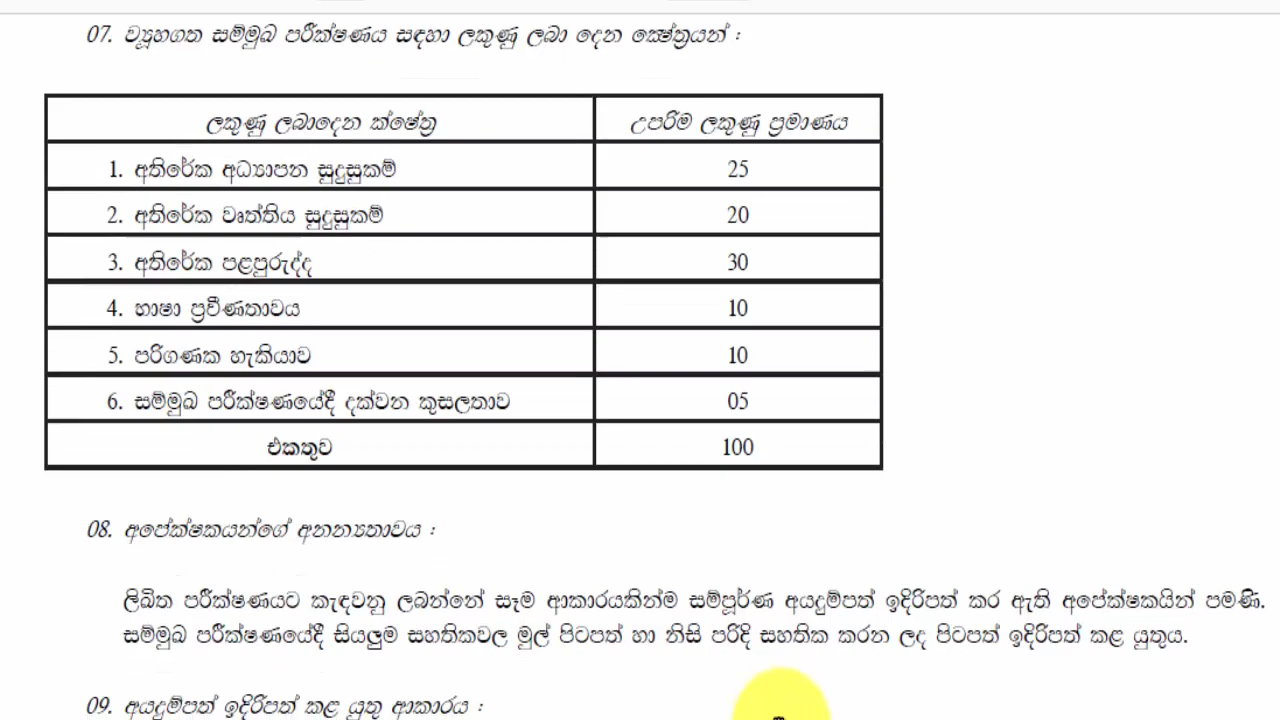 07. ව්‍යුහගත සම්මුඛ පරීක්ෂණය සඳහා ලකුණු ලබා දෙන ක්‍ෂේත්‍රයන් :
ලකුණු ලබාදෙන ක්ෂේත්‍ර උපරිම ලකුණු ප්‍රමාණය
1. අතිරේක අධ්‍යාපන සුදුසුකම් 25
2. අතිරේක වෘත්තිය සුදුසුකම් 20
3. අතිරේක පළපුරුද්ද 30
4. භාෂා ප්‍රවීණතාවය 10
5. පරිගණක හැකියාව 10
6. සම්මුඛ පරීක්ෂණයේදී දක්වන කුසලතාව 05
එකතුව 100
08. අපේක්ෂකයන්ගේ අනන්‍යතාවය :
ලිඛිත පරීක්ෂණයට කැඳවනු ලබන්නේ සෑම ආකාරයකින්ම සම්පූර්ණ අයදුම්පත් ඉදිරිපත් කර ඇති අපේක්ෂකයින් පමණි.
සම්මුඛ පරීක්ෂණයේදී සියලුම සහතිකවල මුල් පිටපත් හා නිසි පරිදි සහතික කරන ලද පිටපත් ඉදිරිපත් කළ යුතුය.
09. අයදුම්පත් ඉදිරිපත් කළ යුතු ආකාරය :